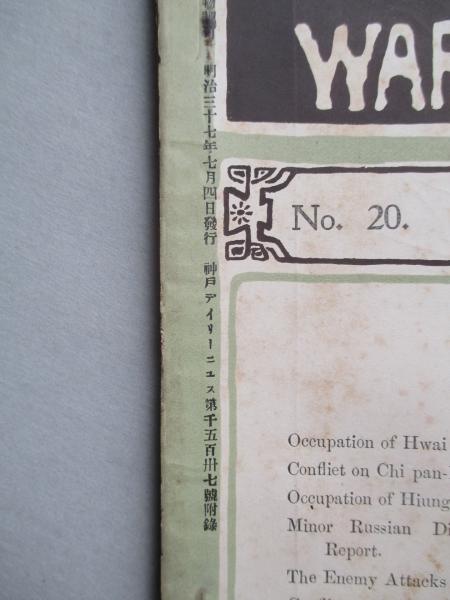 明治三十七年七月四日發行 神戸デイリーニュス第千五百卅七號附錄
WAR
No. 20.
Occupation of Hwai
Confliet on Chi pan-
Occupation of Hiung
Minor Russian Di
Report.
The Enemy Attacks